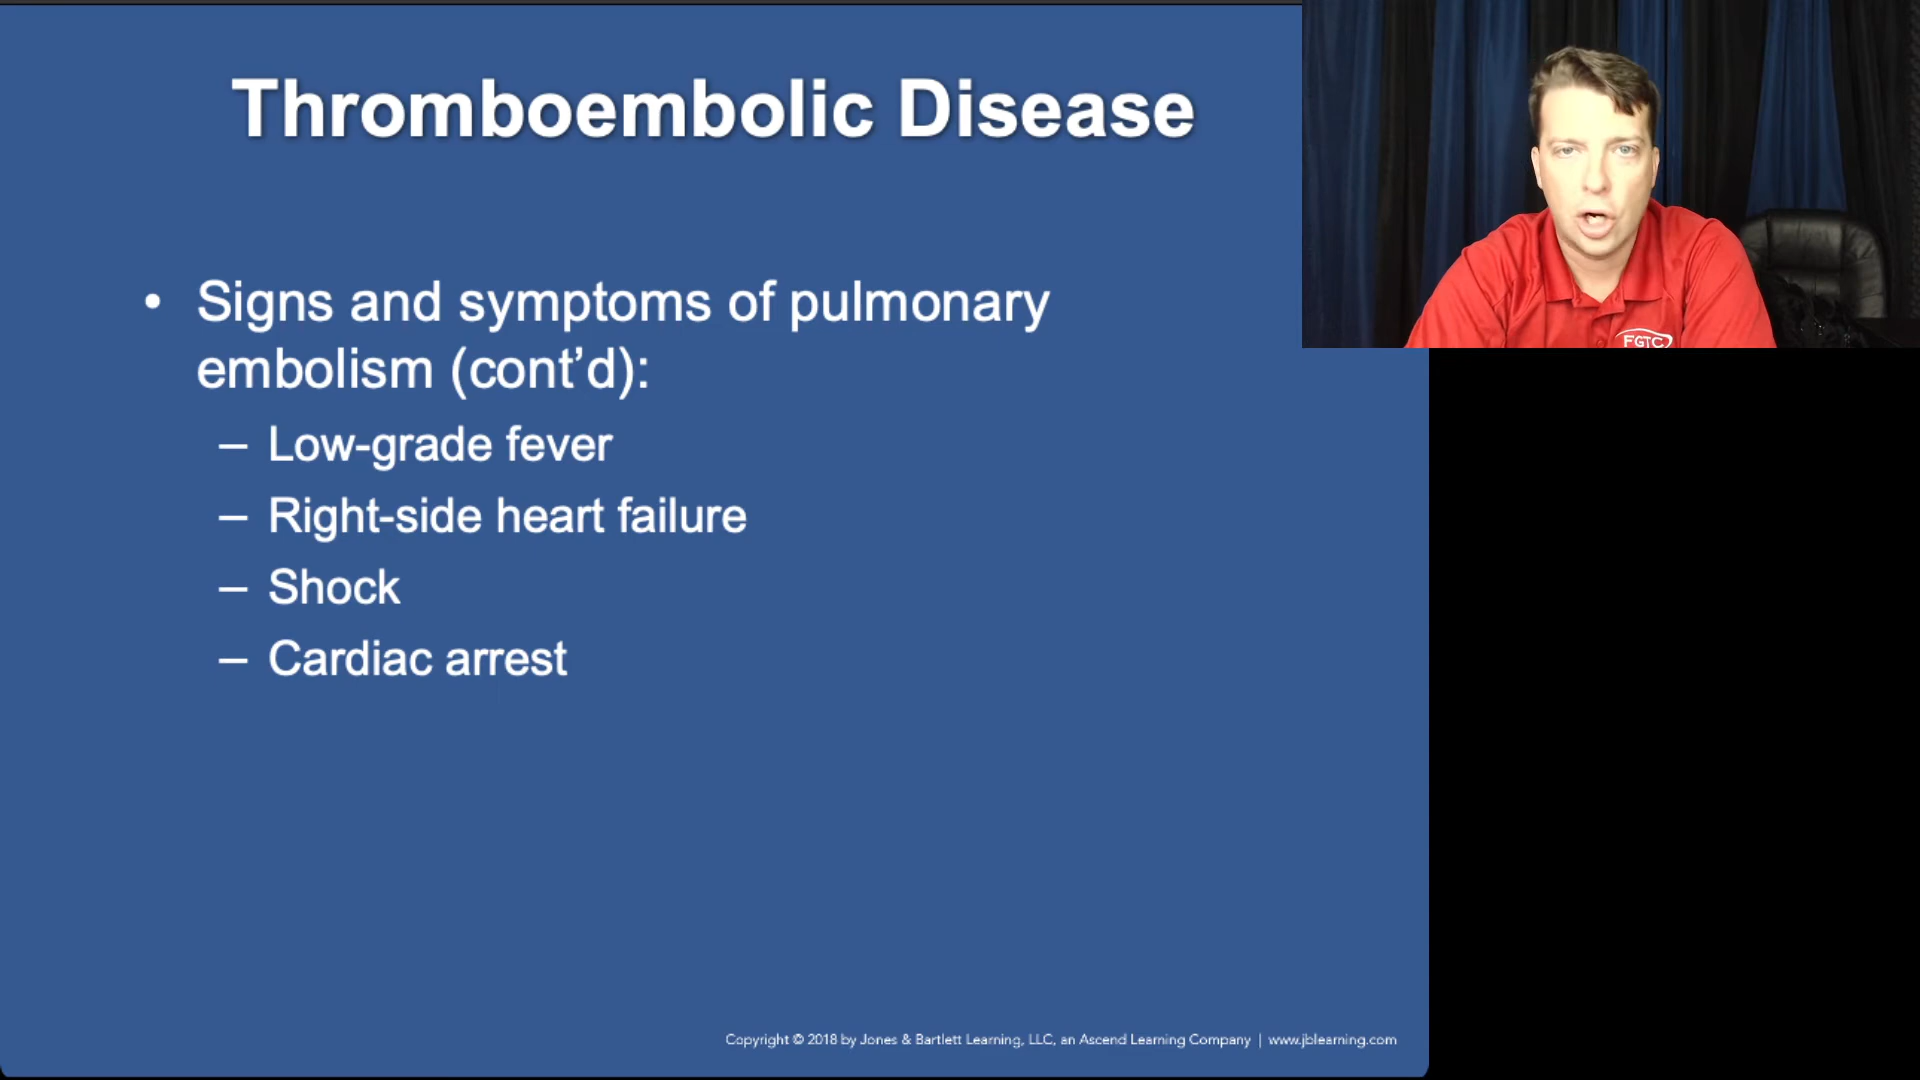 Thromboembolic Disease
• Signs and symptoms of pulmonary
embolism (cont’d):
– Low-grade fever
– Right-side heart failure
– Shock
– Cardiac arrest
FGTC
Copyright © 2018 by Jones & Bartlett Learning, LLC, an Ascend Learning Company | www.jblearning.com